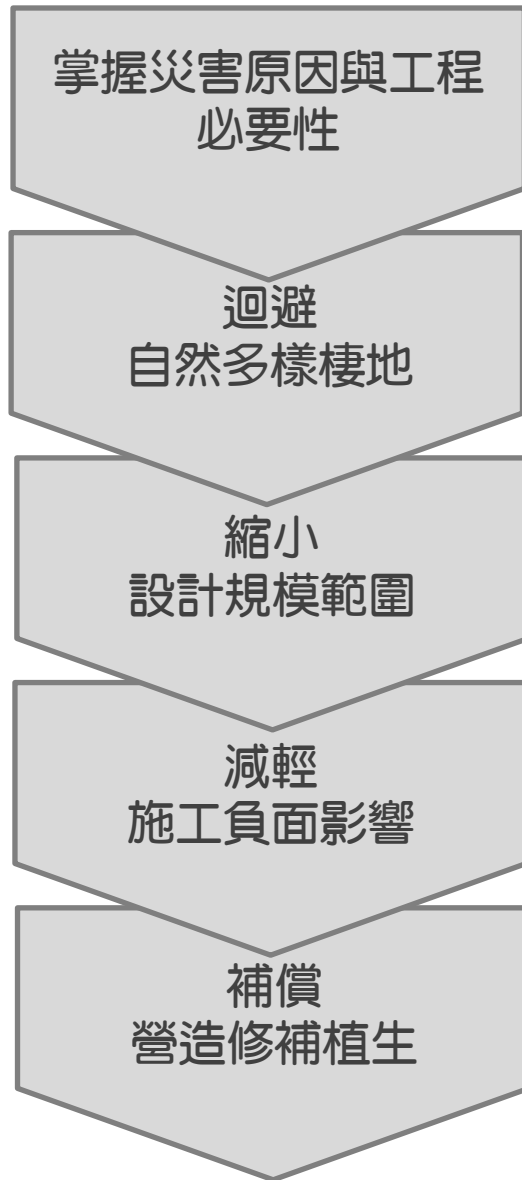 掌握災害原因與工程
必要性
迴避
自然多樣棲地
縮小
設計規模範圍
減輕
施工負面影響
補償
營造修補植生